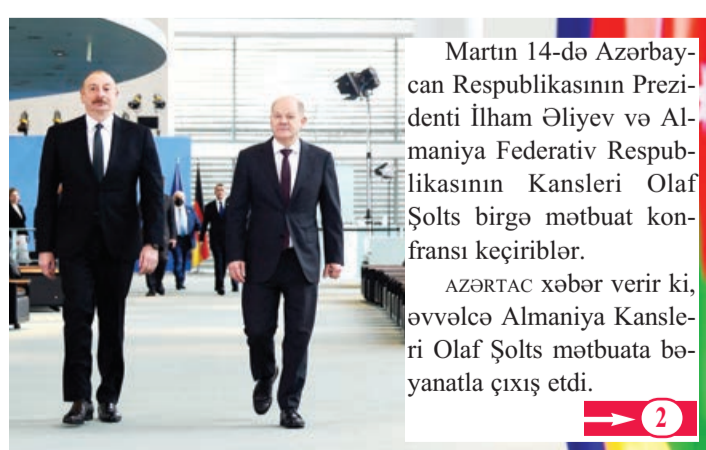 Martın 14-də Azərbay-
can Respublikasının Prezi-
denti İlham Əliyev və Al-
maniya Federativ Respub-
likasının Kansleri Olaf
Şolts birgə mətbuat kon-
fransı keçiriblər.
AZƏRTAC xəbər verir ki,
əvvəlcə Almaniya Kansle-
ri Olaf Şolts mətbuata bə-
yanatla çıxış etdi.
2